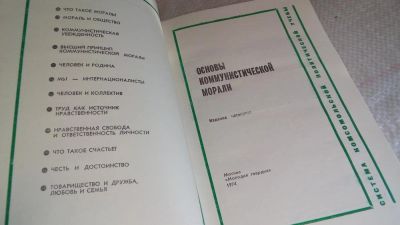 ЧТО ТАКОЕ МОРАЛЬ
МОРАЛЬ И ОБЩЕСТВО
КОММУНИСТИЧЕСКАЯ
УБЕЖДЕННОСТЬ
ВЫСШИЙ ПРИНЦИП
КОММУНИСТИЧЕСКОЙ МОРАЛИ
ЧЕЛОВЕК И РОДИНА
МЫ — ИНТЕРНАЦИОНАЛИСТЫ
ЧЕЛОВЕК И КОЛЛЕКТИВ
ТРУД КАК ИСТОЧНИК
НРАВСТВЕННОСТИ
НРАВСТВЕННАЯ СВОБОДА
И ОТВЕТСТВЕННОСТЬ ЛИЧНОСТИ
ЧТО ТАКОЕ СЧАСТЬЕ
ЧЕСТЬ И ДОСТОИНСТВО
ТОВАРИЩЕСТВО И ДРУЖБА,
ЛЮБОВЬ И СЕМЬЯ
ОСНОВЫ
КОММУНИСТИЧЕСКОЙ
МОРАЛИ
Издание
Москва
«Молодая гвардия»
1974
СИСТЕМА КОМСОМОЛЬСКОЙ ПОЛИТИЧЕСКОЙ УЧЕБЫ